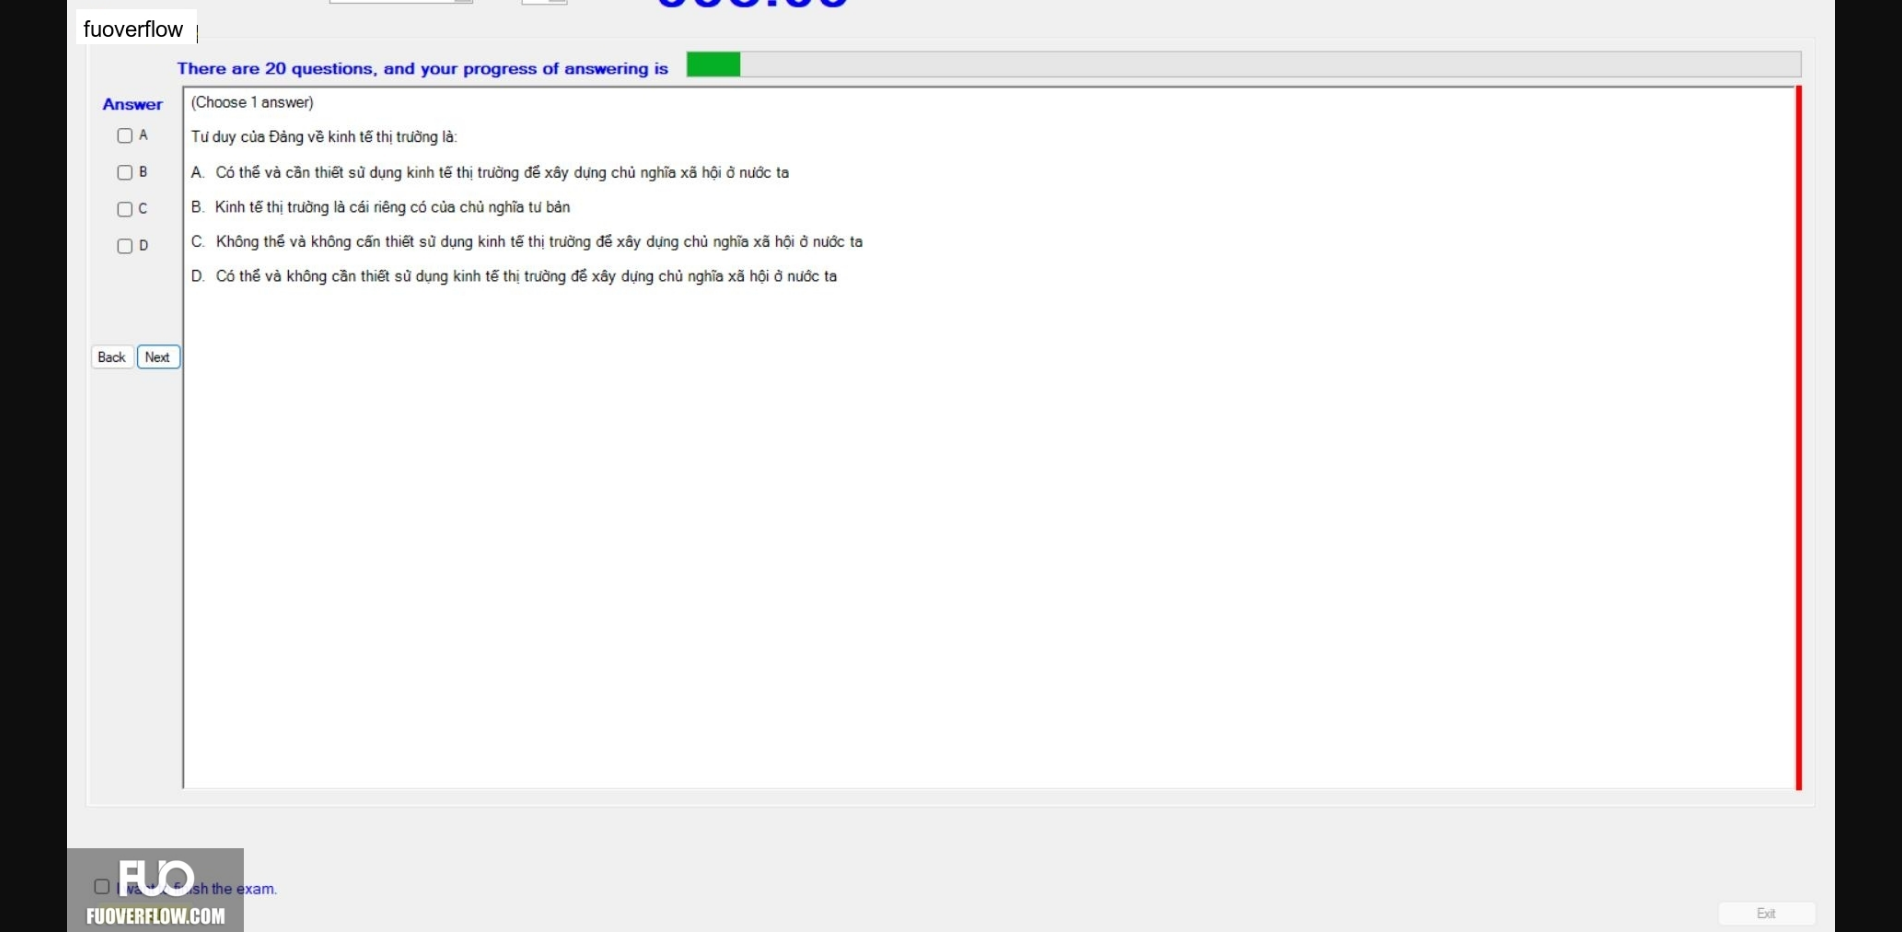 fuoverflow
There are 20 questions, and your progress of answering is
Answer
(Choose 1 answer)
A
Tư duy của Đảng về kinh tế thị trường là:
B
A. Có thể và cần thiết sử dụng kinh tế thị trường để xây dựng chủ nghĩa xã hội ở nước ta
C
B. Kinh tế thị trường là cái riêng có của chủ nghĩa tư bản
D
C. Không thể và không cấn thiết sử dụng kinh tế thị trường để xây dựng chủ nghĩa xã hội ở nước ta
D. Có thể và không cần thiết sử dụng kinh tế thị trường để xây dựng chủ nghĩa xã hội ở nước ta
Back Next
FUO
the exam.
FUOVERFLOW.COM
Exit